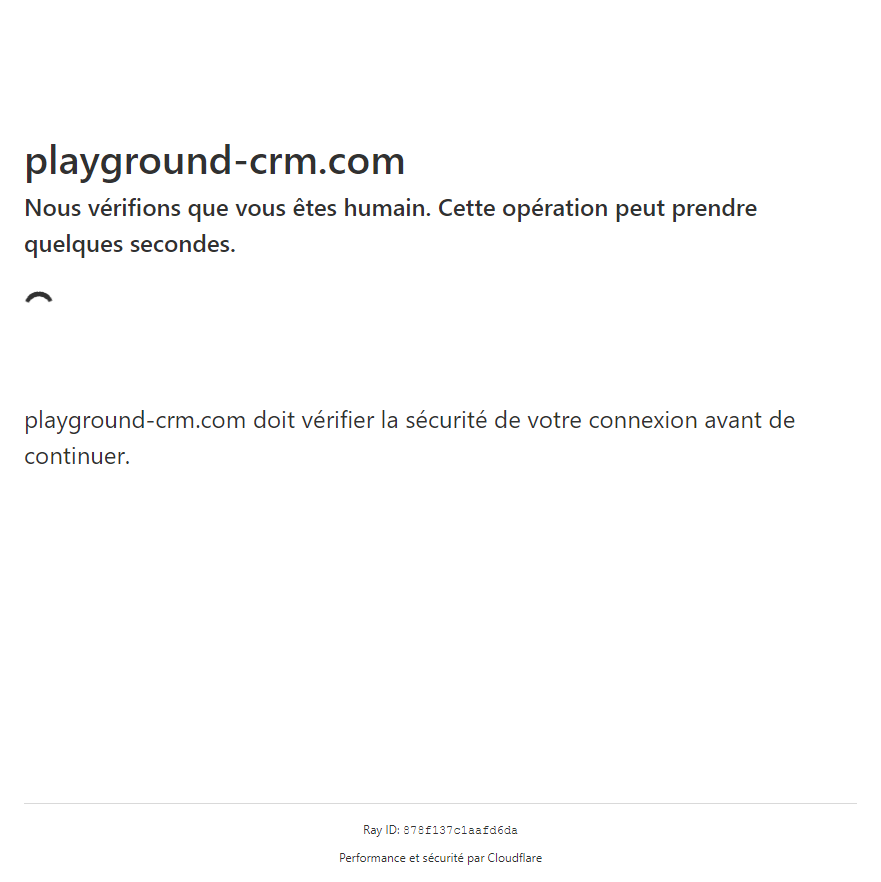 playground-crm.com
Nous vérifions que vous êtes humain. Cette opération peut prendre
quelques secondes.
playground-crm.com doit vérifier la sécurité de votre connexion avant de
continuer.
Ray ID: 878f137c1aafd6da
Performance et sécurité par Cloudflare